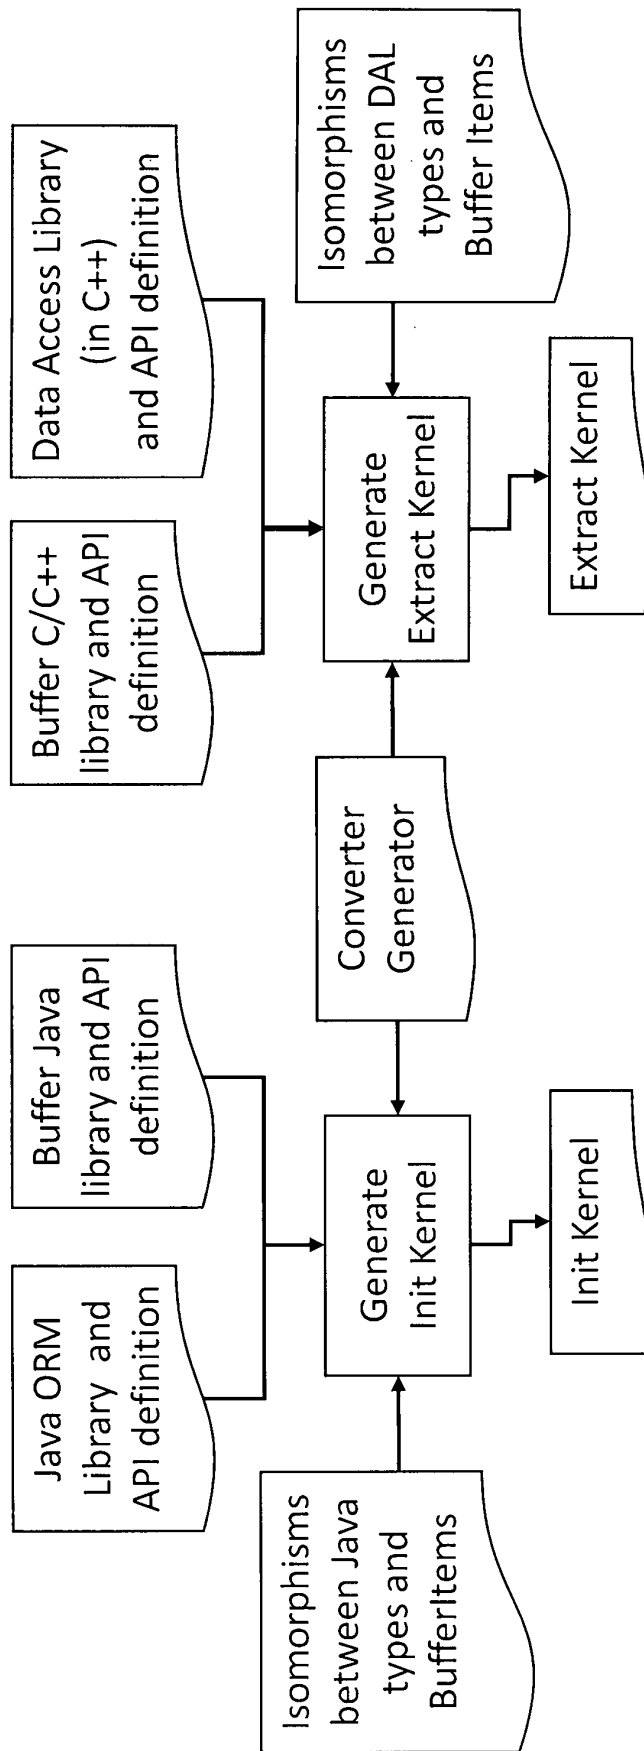 Java ORM
Library and
API definition
Buffer Java
library and API
definition
Buffer C/C++
library and API
definition
Data Access Library
(in C++)
and API definition
Isomorphisms
between Java
types and
BufferItems
Generate
Init Kernel
Converter
Generator
Generate
Extract Kernel
Isomorphisms
between DAL
types and
Buffer Items
Init Kernel
Extract Kernel